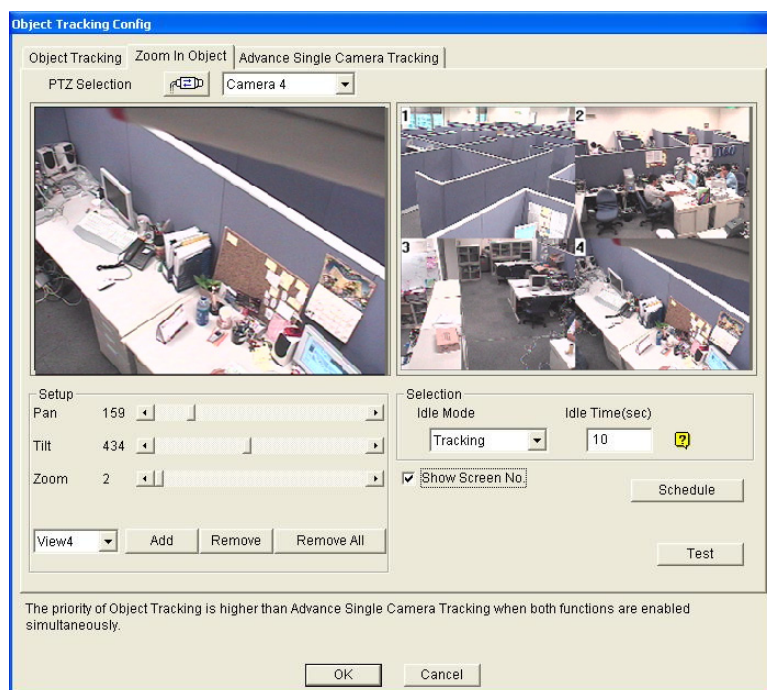 Object Tracking Config
Object Tracking Zoom In Object Advance Single Camera Tracking
PTZ Selection Camera 4
1 2
3 4
Setup
Pan 159
Tilt 434
Zoom 2
View4 Add Remove Remove All
Selection
Idle Mode Idle Time(sec)
Tracking 10 ?
Show Screen No.
Schedule
Test
The priority of Object Tracking is higher than Advance Single Camera Tracking when both functions are enabled
simultaneously.
OK Cancel